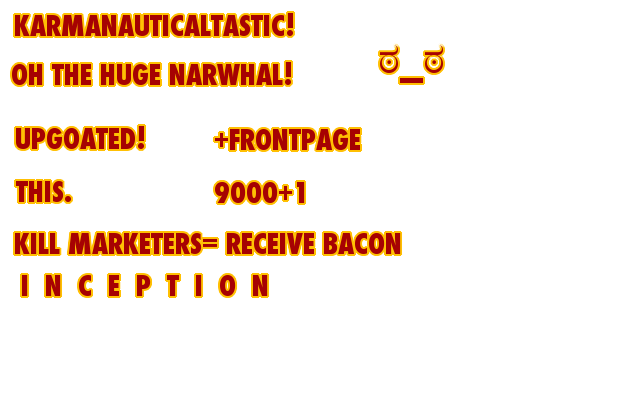 KARMANAUTICALTASTIC!
OH THE HUGE NARWHAL!
ಠ_ಠ
UPGOATED!
+FRONTPAGE
THIS.
9000+1
KILL MARKETERS= RECEIVE BACON
I N C E P T I O N